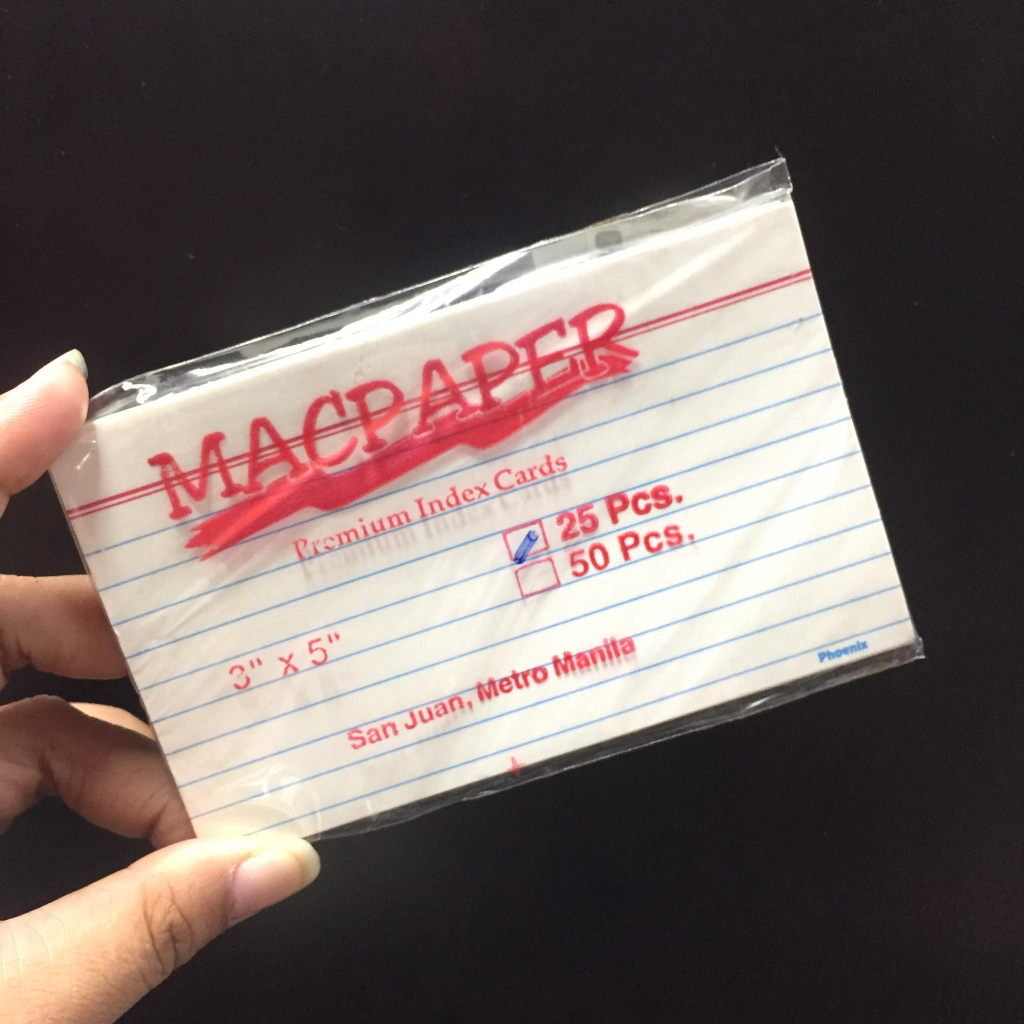 MACPAPER
Premium Index Cards
25 Pcs.
50 Pcs.
3" x 5"
San Juan, Metro Manila
Phoenix